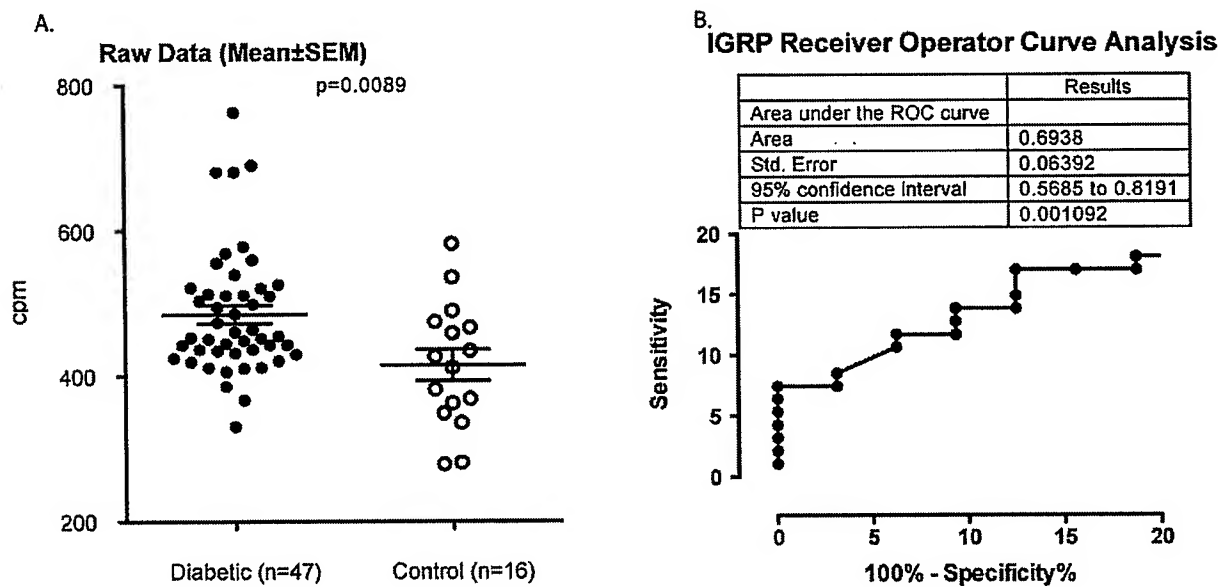 A.
Raw Data (Mean±SEM)
p=0.0089
800
600
400
200
cpm
Diabetic (n=47)
Control (n=16)
B.
IGRP Receiver Operator Curve Analysis
Results
Area under the ROC curve
Area 0.6938
Std. Error 0.06392
95% confidence interval 0.5685 to 0.8191
P value 0.001092
20
15
10
5
0
Sensitivity
0 5 10 15 20
100% - Specificity%